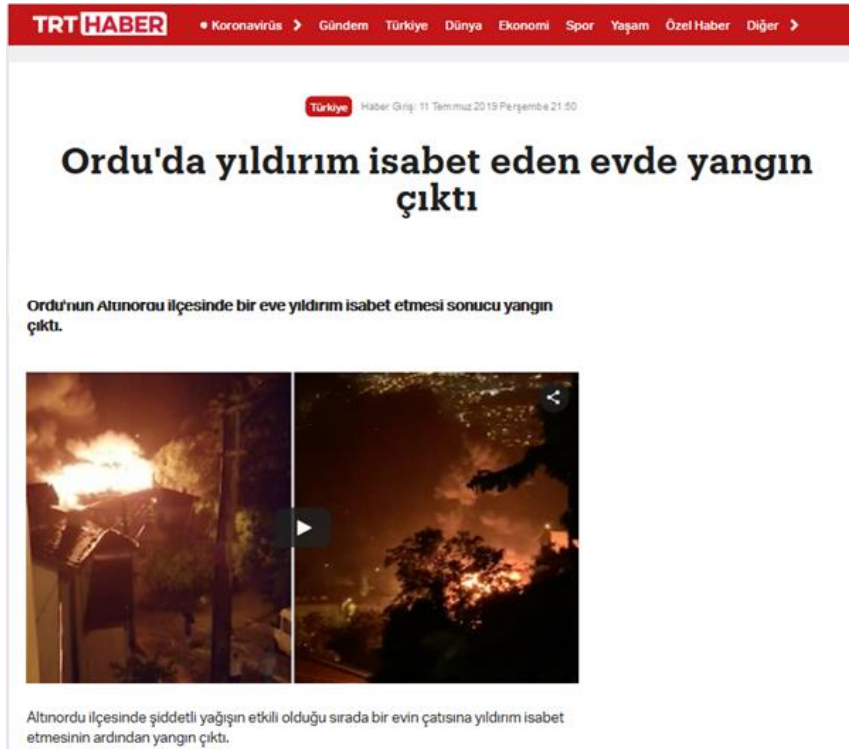 TRT HABER • Koronavirüs > Gündem Türkiye Dünya Ekonomi Spor Yaşam Özel Haber Diğer >
Türkiye Haber Giriş: 11 Temmuz 2019 Perşembe 21:50
Ordu'da yıldırım isabet eden evde yangın
çıktı
Ordu'nun Altınordu ilçesinde bir eve yıldırım isabet etmesi sonucu yangın
çıktı.
Altınordu ilçesinde şiddetli yağışın etkili olduğu sırada bir evin çatısına yıldırım isabet
etmesinin ardından yangın çıktı.